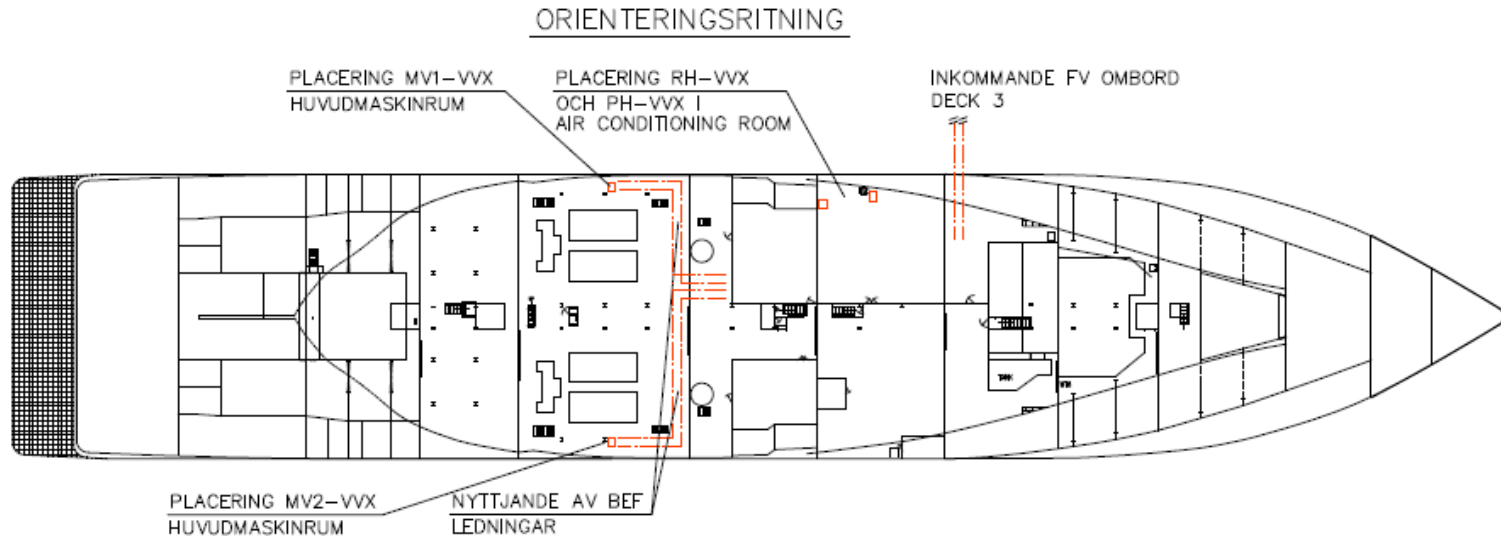 ORIENTERINGSRITNING
PLACERING MV1-VVX
HUVUDMASKINRUM
PLACERING RH-VVX
OCH PH-VVX I
AIR CONDITIONING ROOM
INKOMMANDE FV OMBORD
DECK 3
TANK
PLACERING MV2-VVX
HUVUDMASKINRUM
NYTTJANDE AV BEF
LEDNINGAR